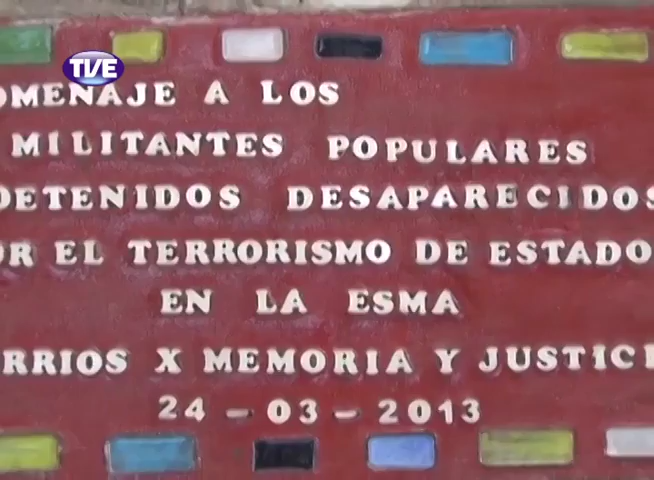 TVE
OMENAJE A LOS
MILITANTES POPULARES
DETENIDOS DESAPARECIDOS
OR EL TERRORISMO DE ESTADO
EN LA ESMA
RRIOS X MEMORIA Y JUSTICI
24 - 03 - 2013